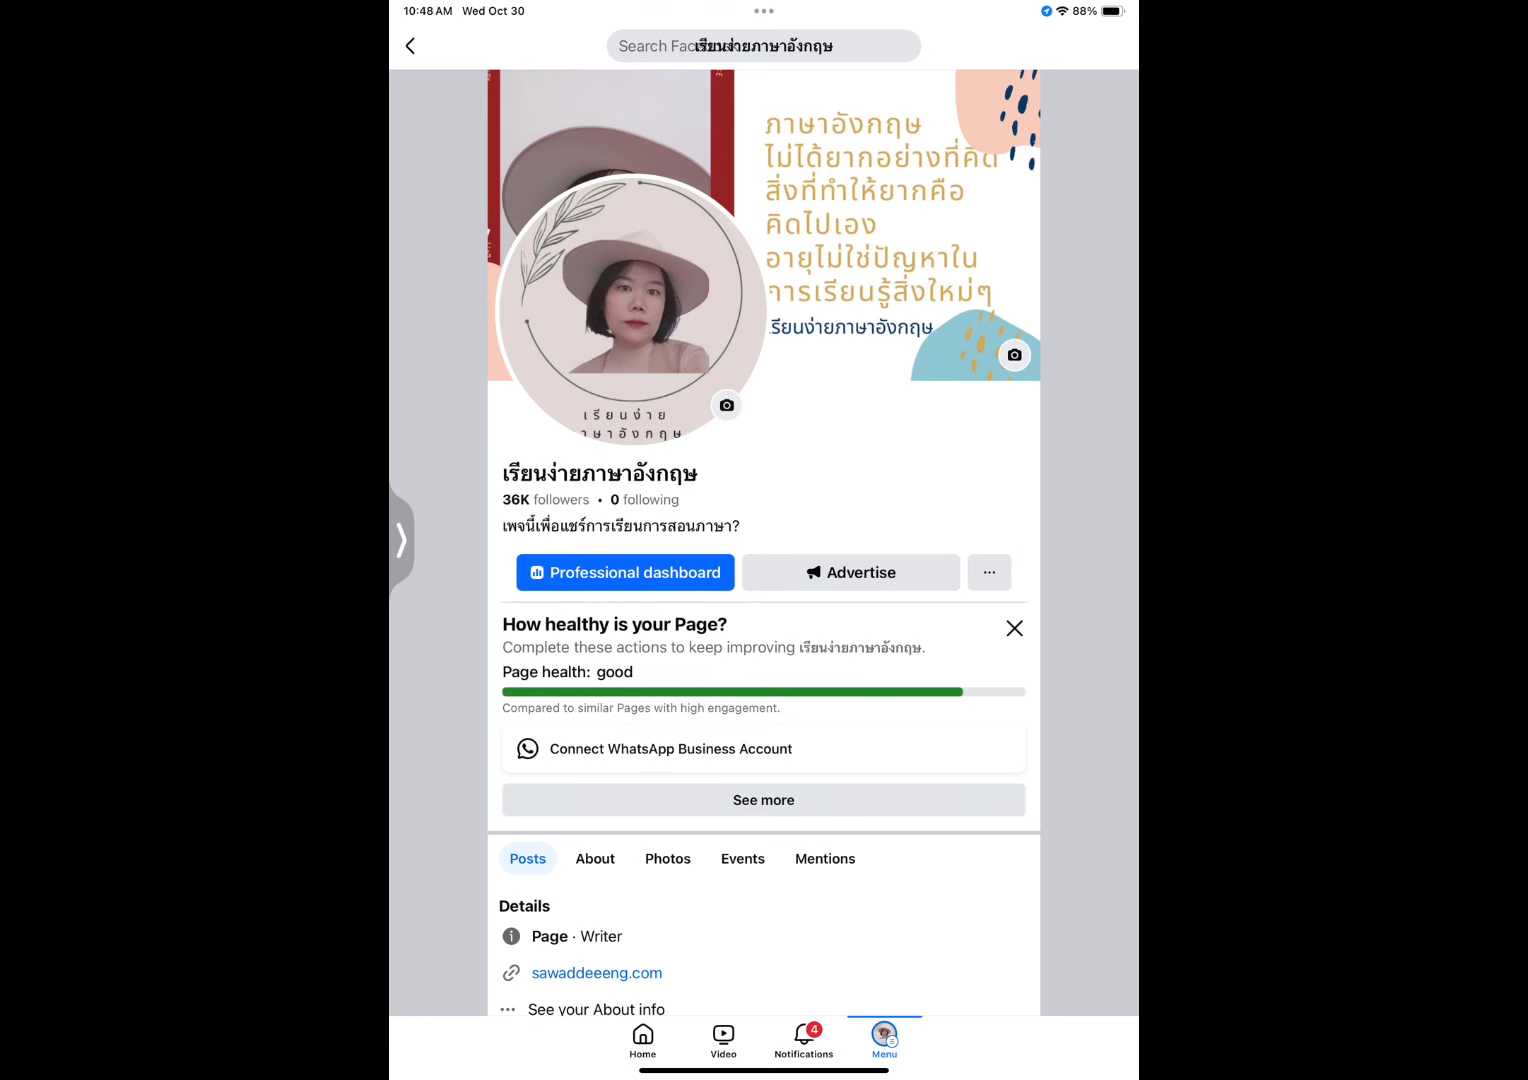 10:48 AM Wed Oct 30
88%
Search Fac
เรียนง่ายภาษาอังกฤษ
ภาษาอังกฤษ
ไม่ได้ยากอย่างที่คิด
สิ่งที่ทำให้ยากคือ
คิดไปเอง
อายุไม่ใช่ปัญหาใน
การเรียนรู้สิ่งใหม่ๆ
เรียนง่ายภาษาอังกฤษ
เรียนง่าย
ภาษาอังกฤษ
เรียนง่ายภาษาอังกฤษ
36K followers • 0 following
เพจนี้เพื่อแชร์การเรียนการสอนภาษา?
Professional dashboard
Advertise
How healthy is your Page?
Complete these actions to keep improving เรียนง่ายภาษาอังกฤษ.
Page health: good
Compared to similar Pages with high engagement.
Connect WhatsApp Business Account
See more
Posts About Photos Events Mentions
Details
Page · Writer
sawaddeeeng.com
See your About info
4
Home Video Notifications Menu